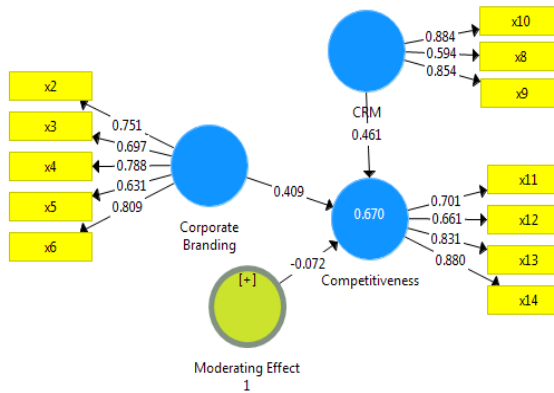 x10
0.884
x8
0.594
x9
0.854
CRM
0.461
x2
0.751
x3
0.697
x4
0.788
x5
0.631
x6
0.809
Corporate
Branding
0.409
0.670
Competitiveness
x11
0.701
x12
0.661
x13
0.831
x14
0.880
-0.072
[+]
Moderating Effect
1